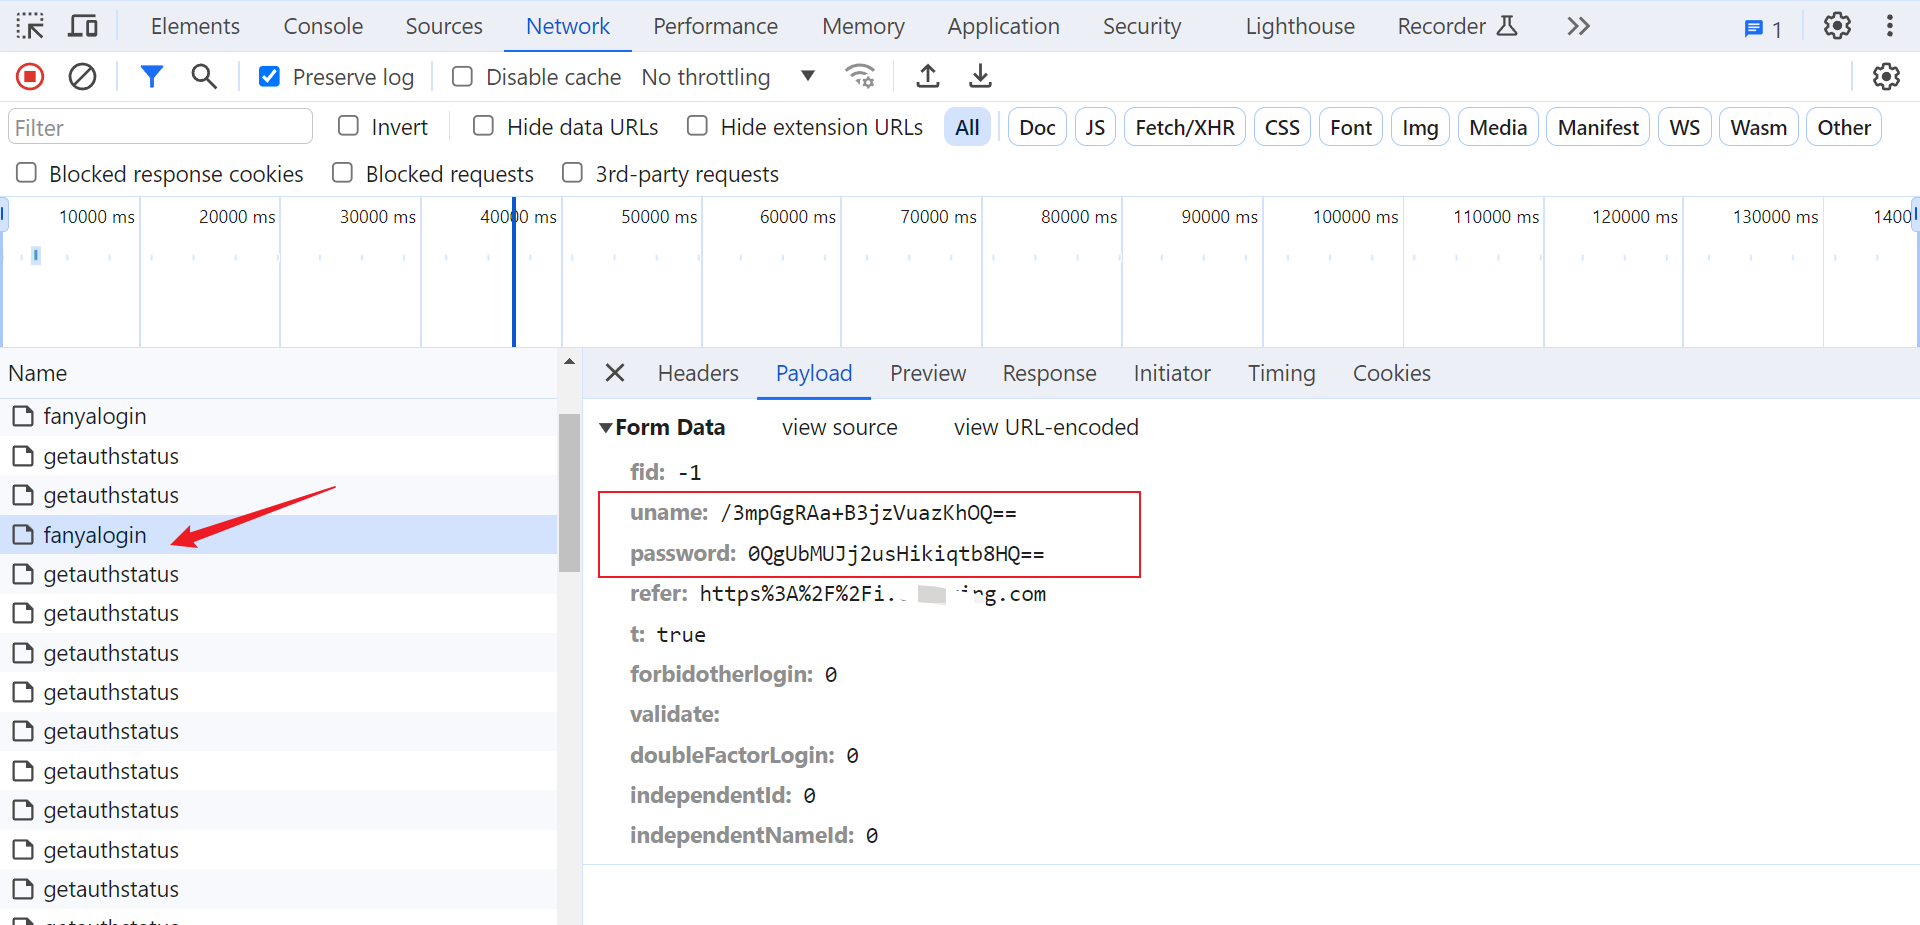 Elements Console Sources Network Performance Memory Application Security Lighthouse Recorder 1
Preserve log Disable cache No throttling
Filter Invert Hide data URLs Hide extension URLs All Doc JS Fetch/XHR CSS Font Img Media Manifest WS Wasm Other
Blocked response cookies Blocked requests 3rd-party requests
10000 ms 20000 ms 30000 ms 40000 ms 50000 ms 60000 ms 70000 ms 80000 ms 90000 ms 100000 ms 110000 ms 120000 ms 130000 ms 1400
Name
fanyalogin
getauthstatus
getauthstatus
fanyalogin
getauthstatus
getauthstatus
getauthstatus
getauthstatus
getauthstatus
getauthstatus
getauthstatus
getauthstatus
getauthstatus
getauthstatus
Headers Payload Preview Response Initiator Timing Cookies
Form Data view source view URL-encoded
fid: -1
uname: /3mpGgRAa+B3jzVuazKhOQ==
password: 0QgUbMUJj2usHikiqtb8HQ==
refer: https%3A%2F%2Fi. ing.com
t: true
forbidotherlogin: 0
validate:
doubleFactorLogin: 0
independentId: 0
independentNameId: 0